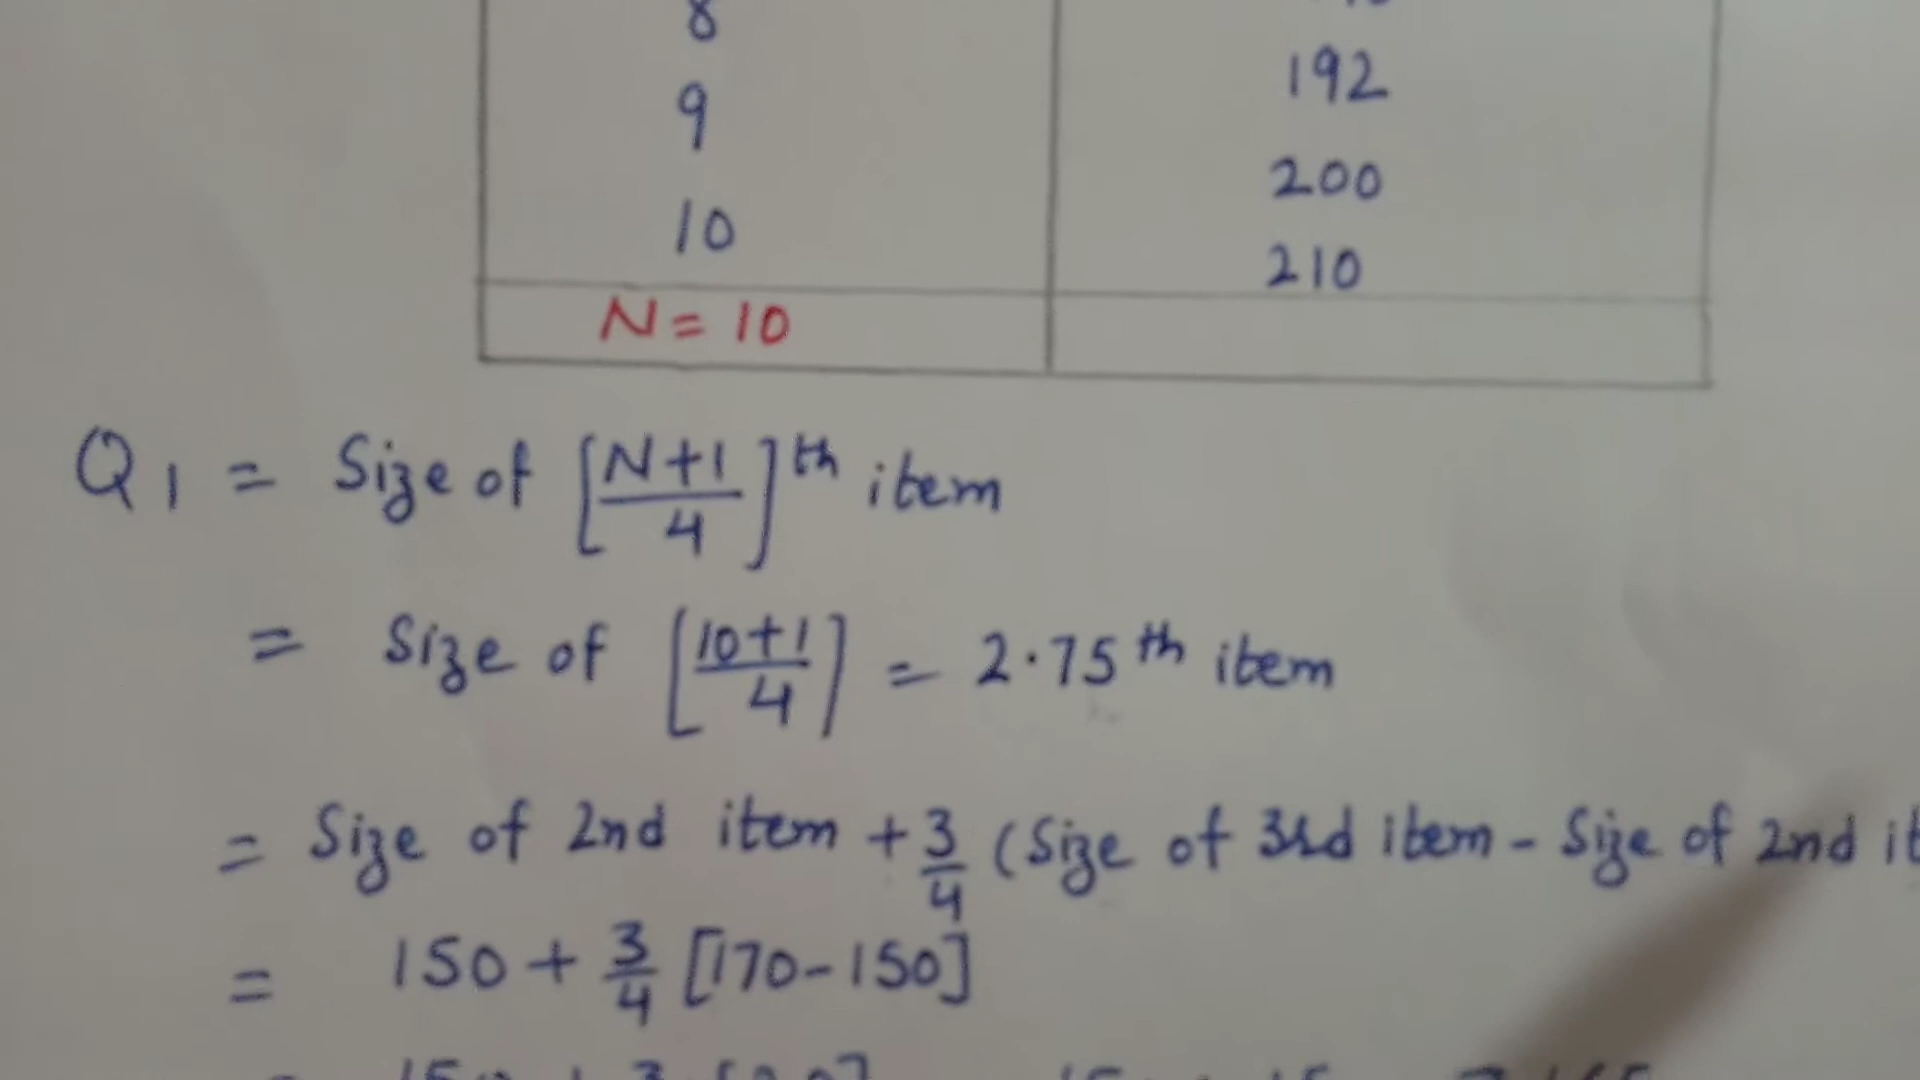 8
9 192
10 200
210
N = 10
Q1 = Size of [N+1/4]th item
= Size of [10+1/4] = 2.75th item
= Size of 2nd item + 3/4 (Size of 3rd item - Size of 2nd it
= 150 + 3/4 [170-150]